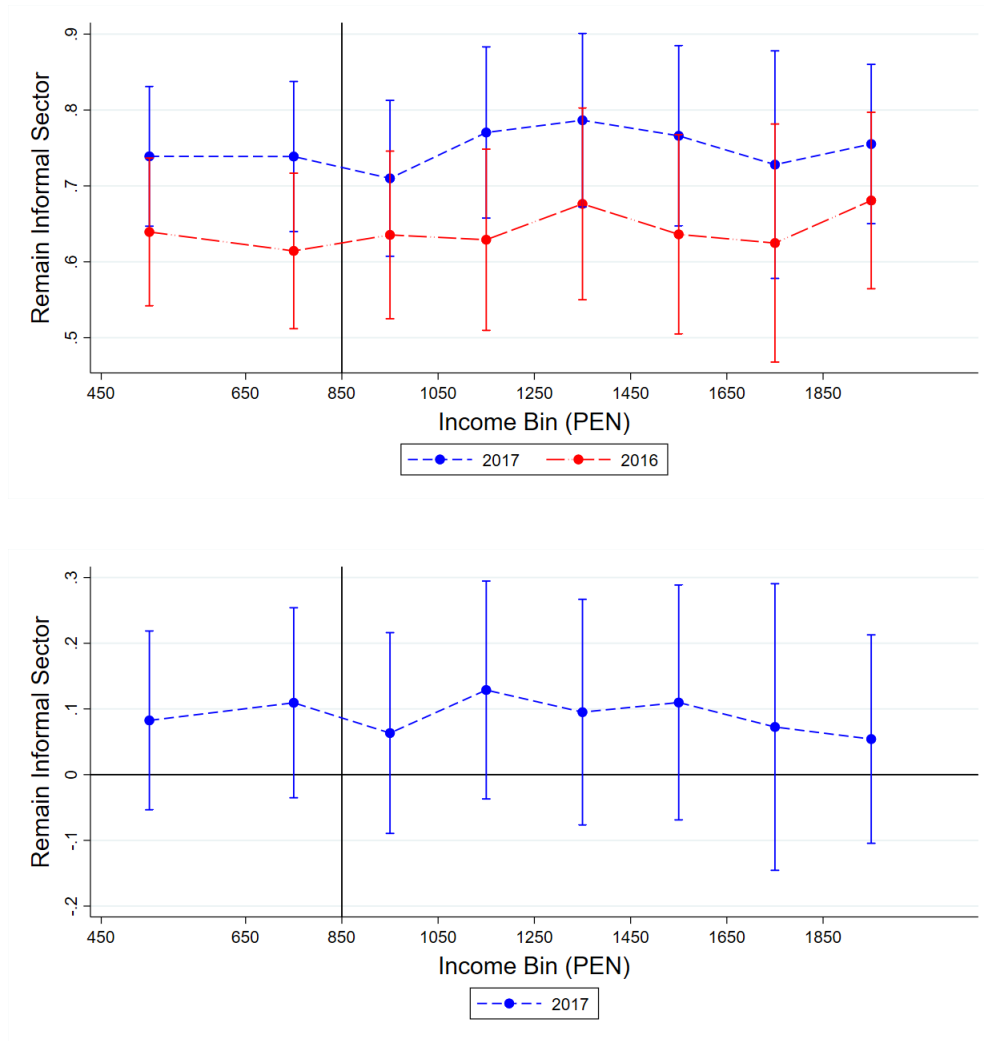 Remain Informal Sector
.9
.8
.7
.6
.5
450 650 850 1050 1250 1450 1650 1850
Income Bin (PEN)
2017 2016
Remain Informal Sector
.3
.2
.1
0
-.1
-.2
450 650 850 1050 1250 1450 1650 1850
Income Bin (PEN)
2017